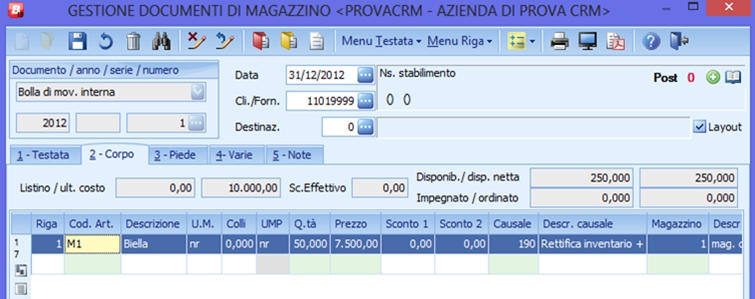 GESTIONE DOCUMENTI DI MAGAZZINO <PROVACRM - AZIENDA DI PROVA CRM>
Menu Testata Menu Riga
Documento / anno / serie / numero
Bolla di mov. interna
2012 1
Data 31/12/2012 Ns. stabilimento
Post 0
Cli./Forn. 11019999 0 0
Destinaz. 0 Layout
1 - Testata 2 - Corpo 3 - Piede 4- Varie 5 - Note
Listino / ult. costo 0,00 10.000,00 Sc.Effettivo 0,00
Disponib./ disp. netta 250,000 250,000
Impegnato / ordinato 0,000 0,000
Riga Cod. Art. Descrizione U.M. Colli UMP Q.tà Prezzo Sconto 1 Sconto 2 Causale Descr. causale Magazzino Descr
1 M1 Biella nr 0,000 nr 50,000 7.500,00 0,00 0,00 190 Rettifica inventario + 1 mag. c
1
7